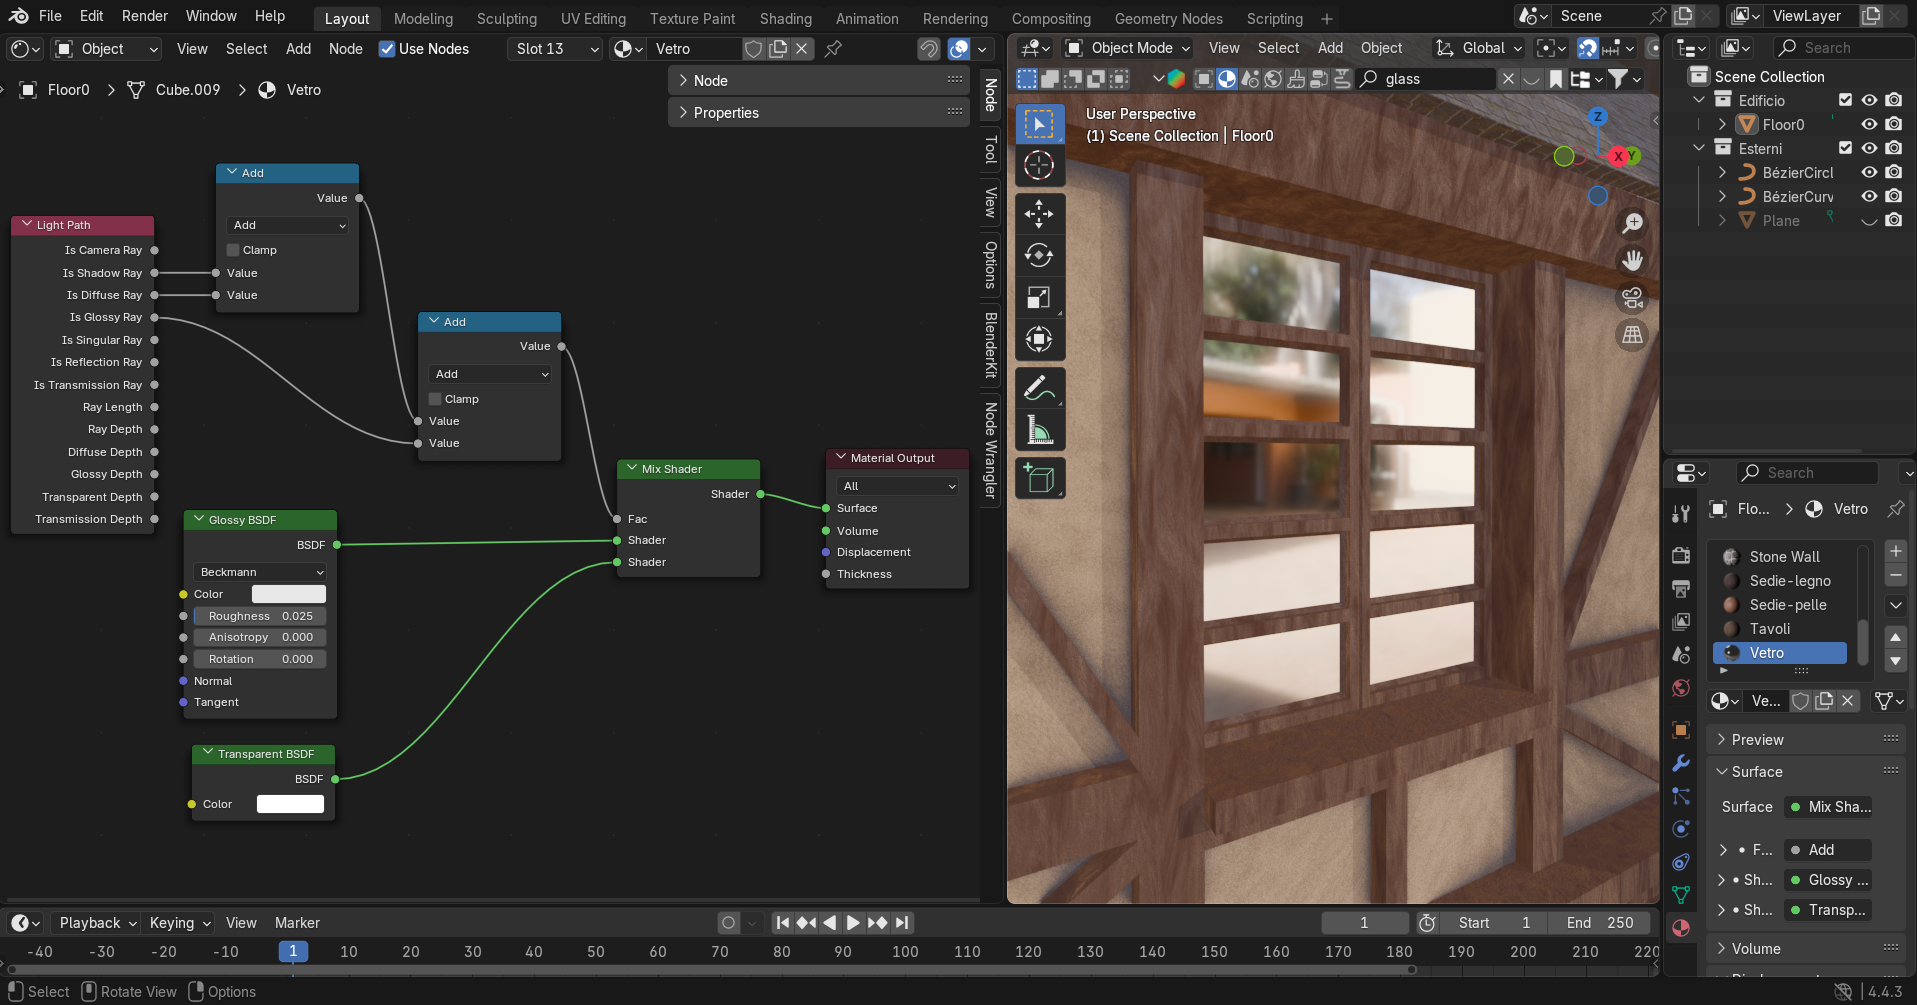 File Edit Render Window Help Layout Modeling Sculpting UV Editing Texture Paint Shading Animation Rendering Compositing Geometry Nodes Scripting + Scene ViewLayer
Object View Select Add Node Use Nodes Slot 13 Vetro
Object Mode View Select Add Object Global Search
glass
Floor0 > Cube.009 > Vetro
Node
Properties
Node
Tool
View
Options
BlenderKit
Node Wrangler
Add
Value
Add
Clamp
Value
Value
Light Path
Is Camera Ray
Is Shadow Ray
Is Diffuse Ray
Is Glossy Ray
Is Singular Ray
Is Reflection Ray
Is Transmission Ray
Ray Length
Ray Depth
Diffuse Depth
Glossy Depth
Transparent Depth
Transmission Depth
Add
Value
Add
Clamp
Value
Value
Glossy BSDF
BSDF
Beckmann
Color
Roughness 0.025
Anisotropy 0.000
Rotation 0.000
Normal
Tangent
Transparent BSDF
BSDF
Color
Mix Shader
Shader
Fac
Shader
Shader
Material Output
All
Surface
Volume
Displacement
Thickness
User Perspective
(1) Scene Collection | Floor0
Z
X Y
Scene Collection
Edificio
Floor0
Esterni
BézierCircl
BézierCurv
Plane
Search
Flo... > Vetro
Stone Wall
Sedie-legno
Sedie-pelle
Tavoli
Vetro
Ve...
Preview
Surface
Surface Mix Sha...
F... Add
Sh... Glossy ...
Sh... Transp...
Volume
Playback Keying View Marker 1 Start 1 End 250
-40 -30 -20 -10 1 10 20 30 40 50 60 70 80 90 100 110 120 130 140 150 160 170 180 190 200 210 220
Select Rotate View Options 4.4.3